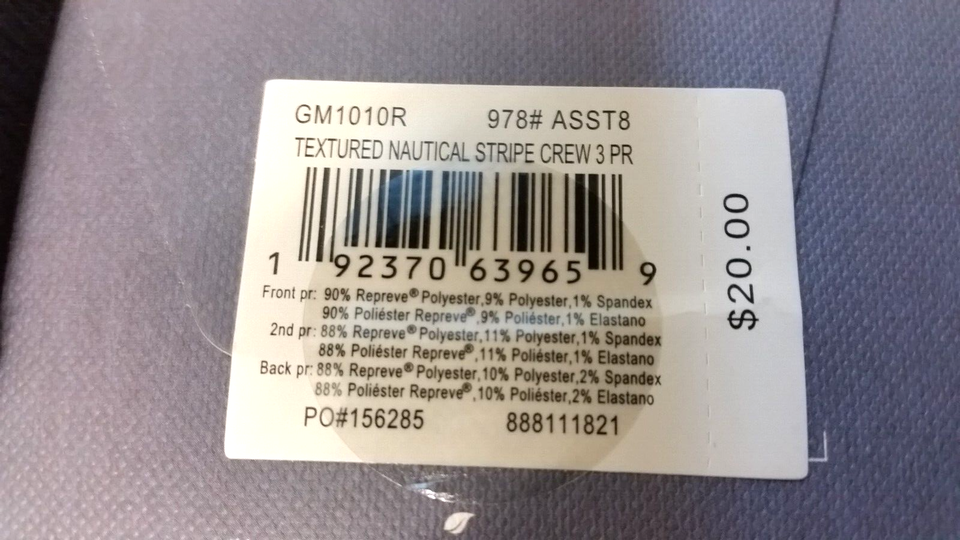 GM1010R 978# ASST8
TEXTURED NAUTICAL STRIPE CREW 3 PR
1 92370 63965 9
Front pr: 90% Repreve® Polyester,9% Polyester,1% Spandex
90% Poliéster Repreve®,9% Poliéster,1% Elastano
2nd pr: 88% Repreve® Polyester,11% Polyester,1% Spandex
88% Poliéster Repreve®,11% Poliéster,1% Elastano
Back pr: 88% Repreve® Polyester,10% Polyester,2% Spandex
88% Poliéster Repreve®,10% Poliéster,2% Elastano
PO#156285 888111821
$20.00